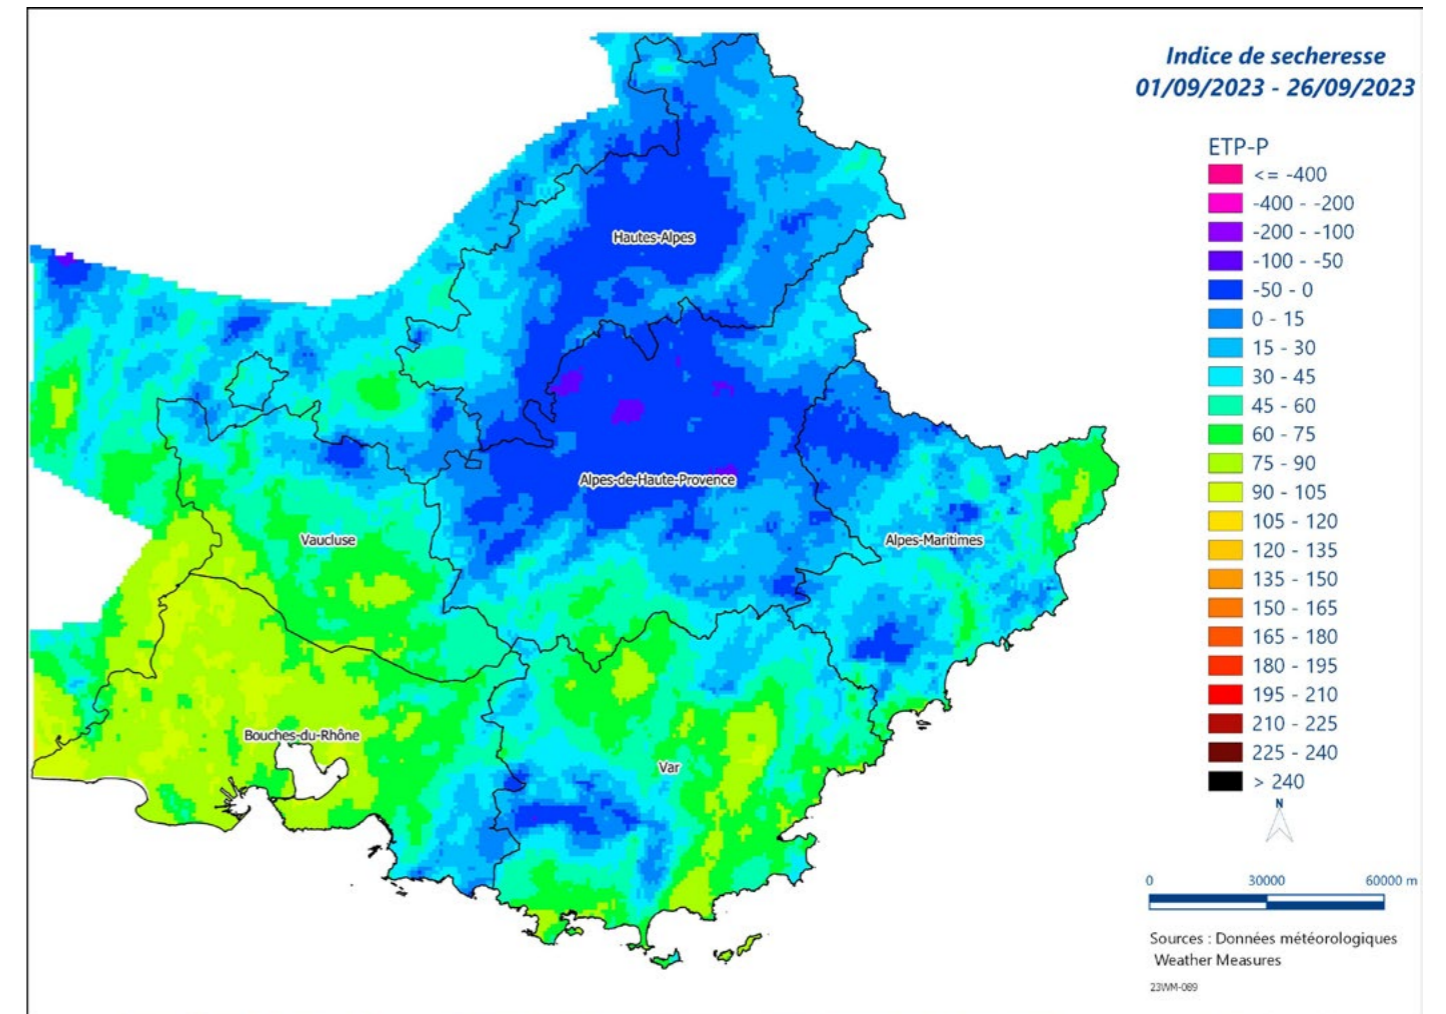 Indice de secheresse
01/09/2023 - 26/09/2023
ETP-P
<= -400
-400 - -200
-200 - -100
-100 - -50
-50 - 0
0 - 15
15 - 30
30 - 45
45 - 60
60 - 75
75 - 90
90 - 105
105 - 120
120 - 135
135 - 150
150 - 165
165 - 180
180 - 195
195 - 210
210 - 225
225 - 240
> 240
N
0 30000 60000 m
Sources : Données météorologiques
Weather Measures
23WM-089
Hautes-Alpes
Alpes-de-Haute-Provence
Vaucluse
Alpes-Maritimes
Bouches-du-Rhône
Var